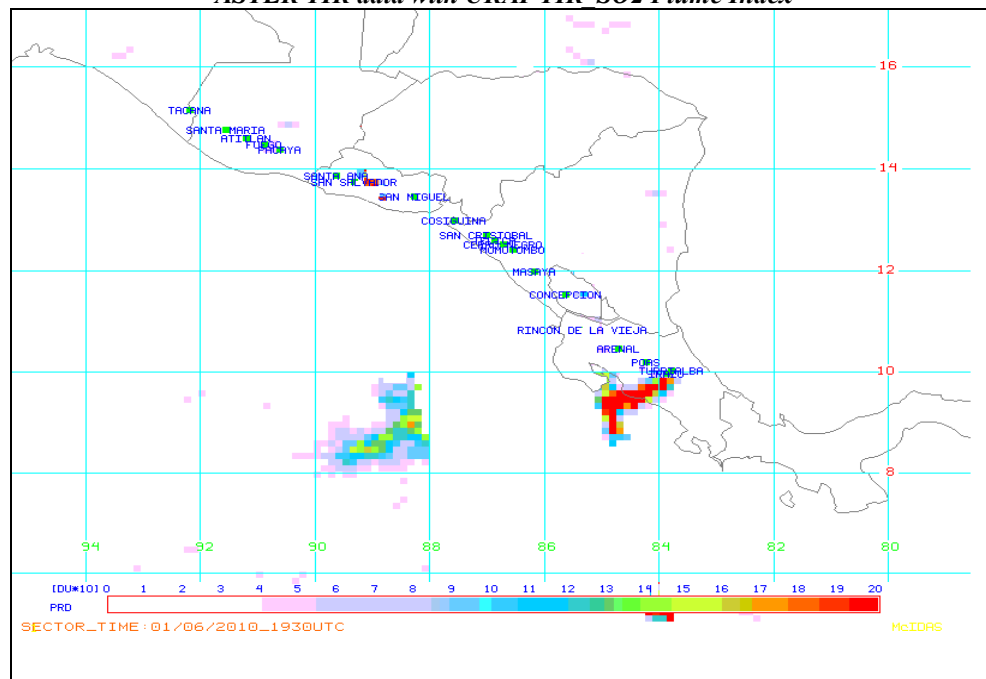 ASTER TIR data with URAP TIR_SO2 Plume Index
16
TACANA
SANTA MARIA
ATITLAN
FUEGO
PACAYA
14
SANTA ANA
SAN SALVADOR
SAN MIGUEL
COSIGUINA
SAN CRISTOBAL
CERRO NEGRO
MOMOTOMBO
12
MASAYA
CONCEPCION
RINCON DE LA VIEJA
ARENAL
POAS
10
TURRIALBA
IRAZU
8
94 92 90 88 86 84 82 80
[DU*10] 0 1 2 3 4 5 6 7 8 9 10 11 12 13 14 15 16 17 18 19 20
PRD
SECTOR_TIME:01/06/2010_1930UTC
McIDAS